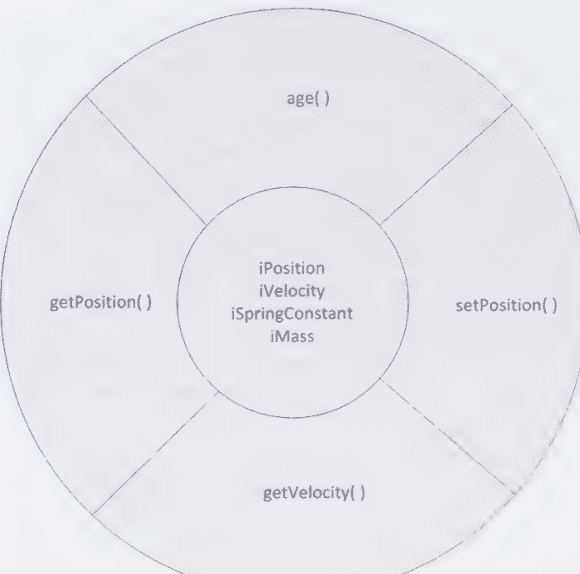 age( )
getPosition( )
iPosition
iVelocity
iSpringConstant
iMass
setPosition( )
getVelocity( )